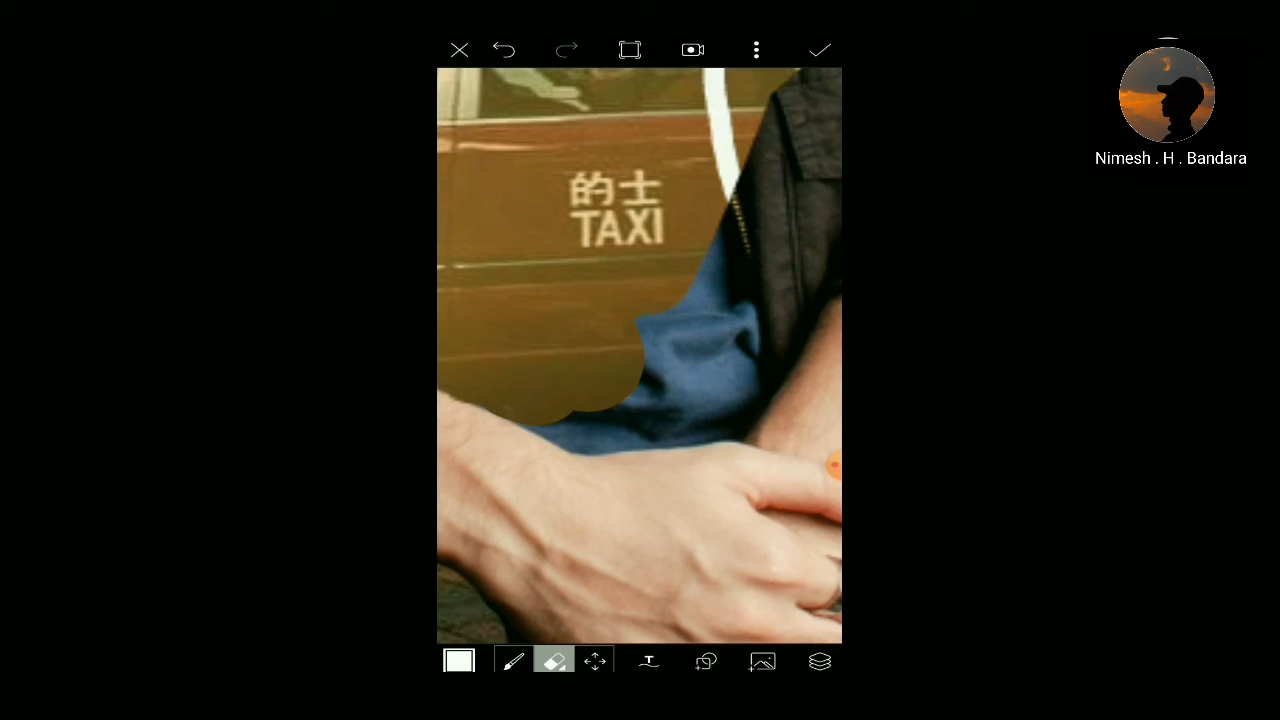 的士
TAXI
Nimesh . H . Bandara